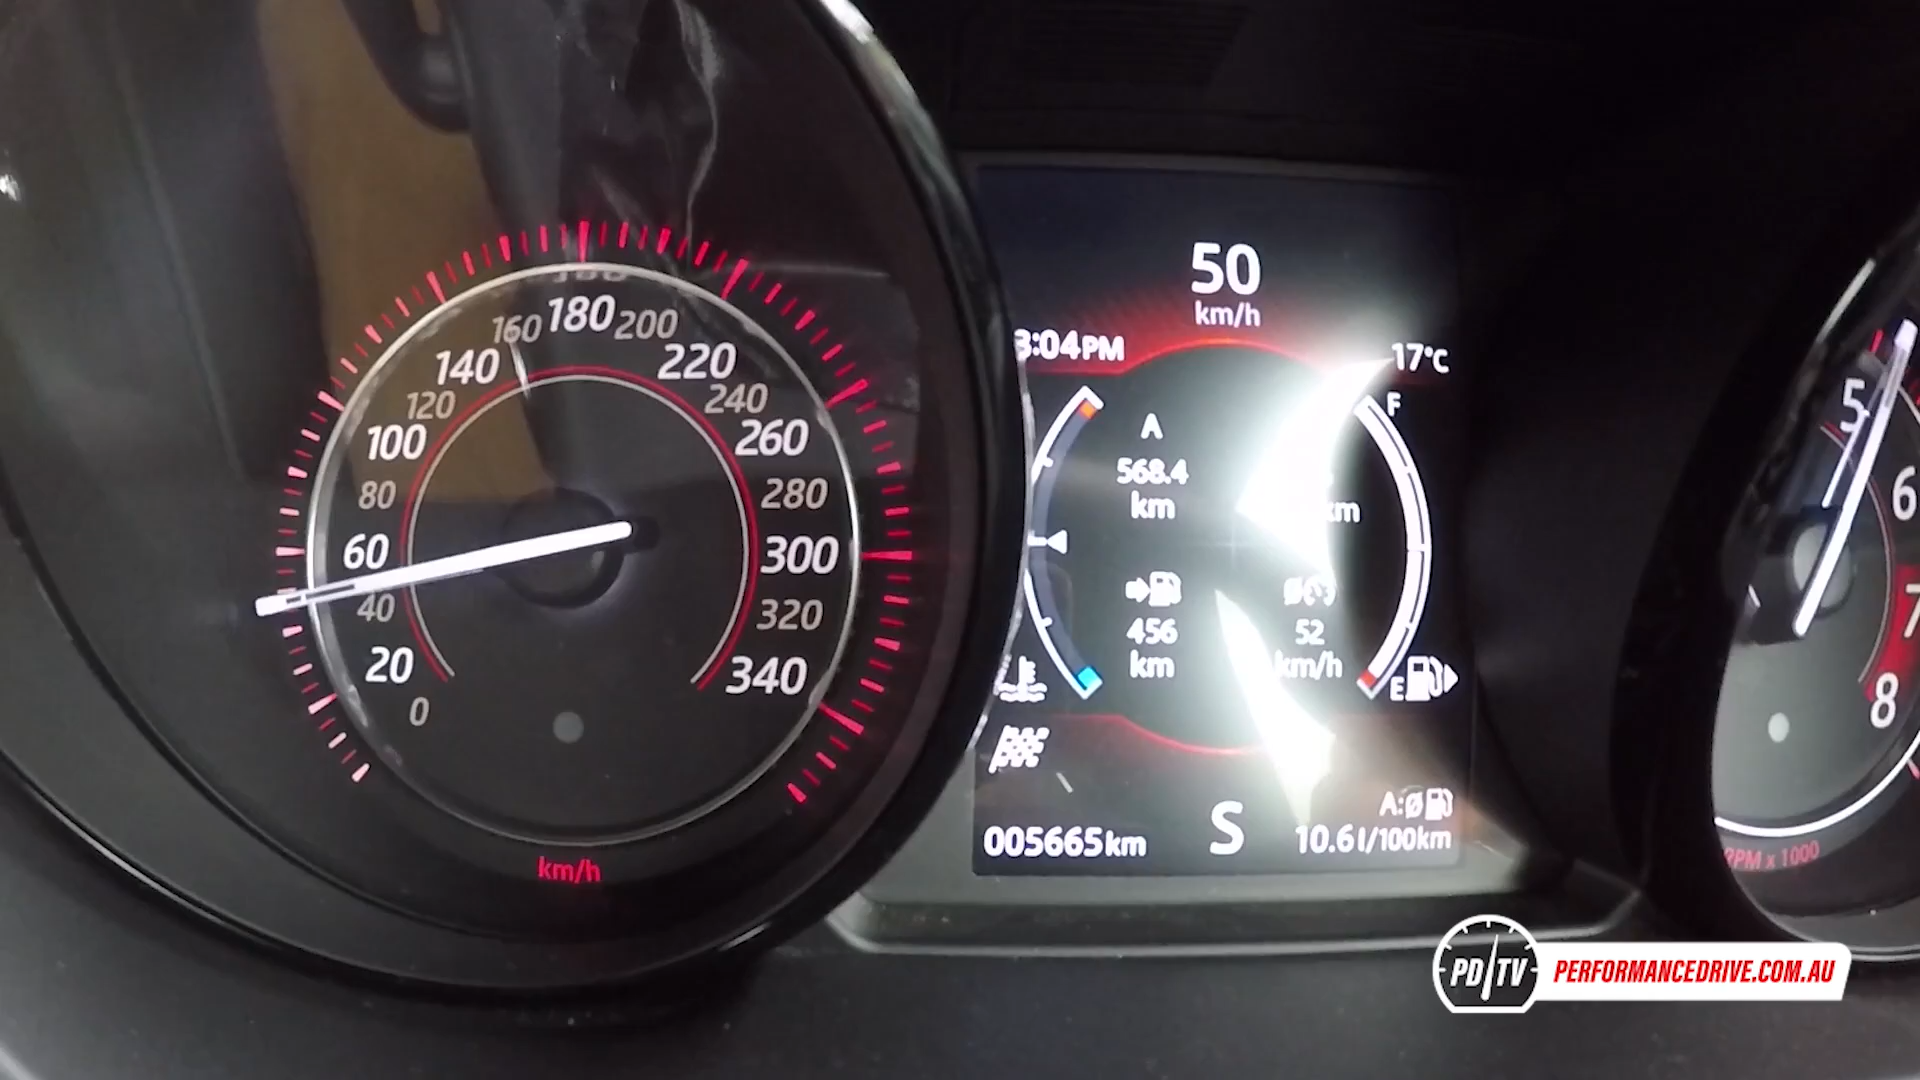 180
160 180 200
140 220
120 240
100 260
80 280
60 300
40 320
20 340
0
km/h
50
km/h
:04PM
17°C
F
A
568.4
km
km
456
km
52
km/h
E
005665km
S
A:Ø
10.6l/100km
5
6
7
8
RPM x 1000
PD TV
PERFORMANCEDRIVE.COM.AU